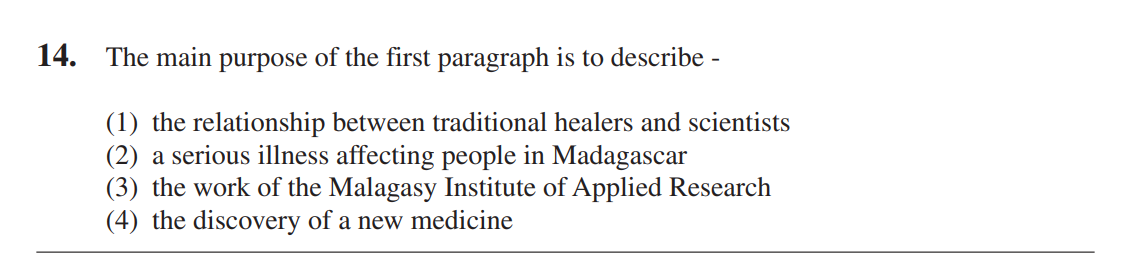 14. The main purpose of the first paragraph is to describe -
(1) the relationship between traditional healers and scientists
(2) a serious illness affecting people in Madagascar
(3) the work of the Malagasy Institute of Applied Research
(4) the discovery of a new medicine